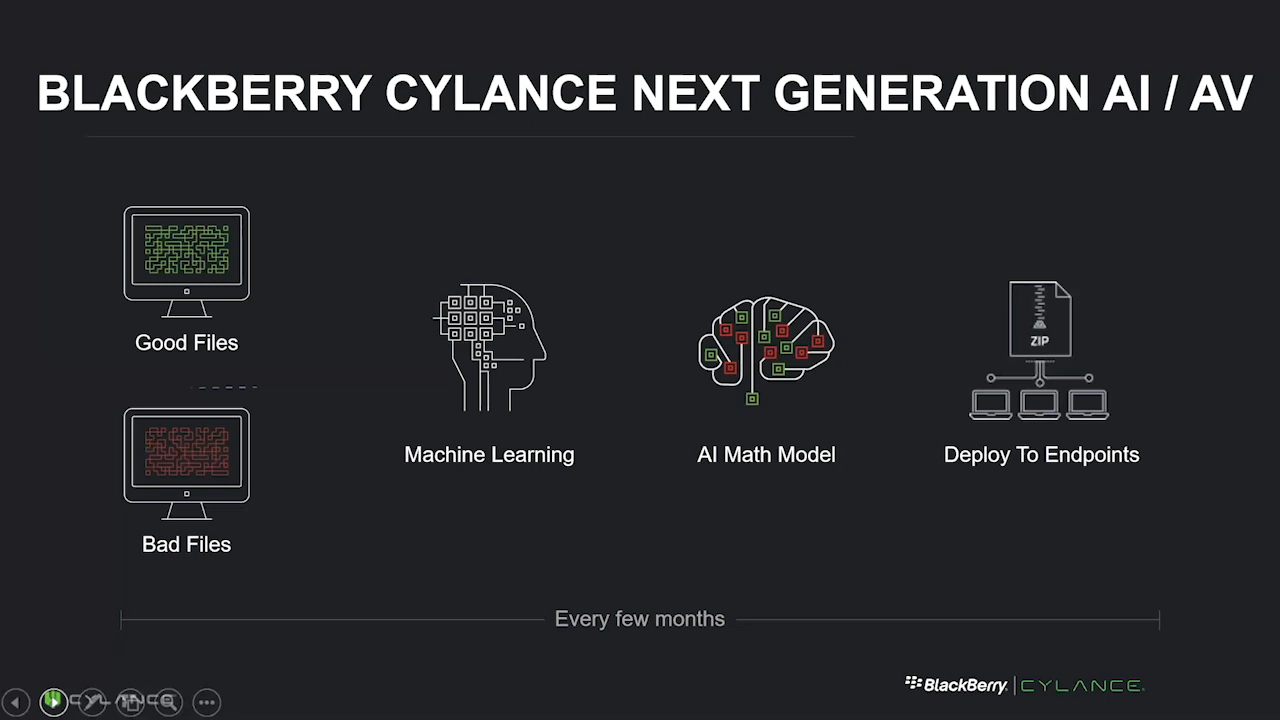 BLACKBERRY CYLANCE NEXT GENERATION AI / AV
Good Files
Bad Files
Machine Learning
AI Math Model
ZIP
Deploy To Endpoints
Every few months
CYLANCE
BlackBerry. | CYLANCE.